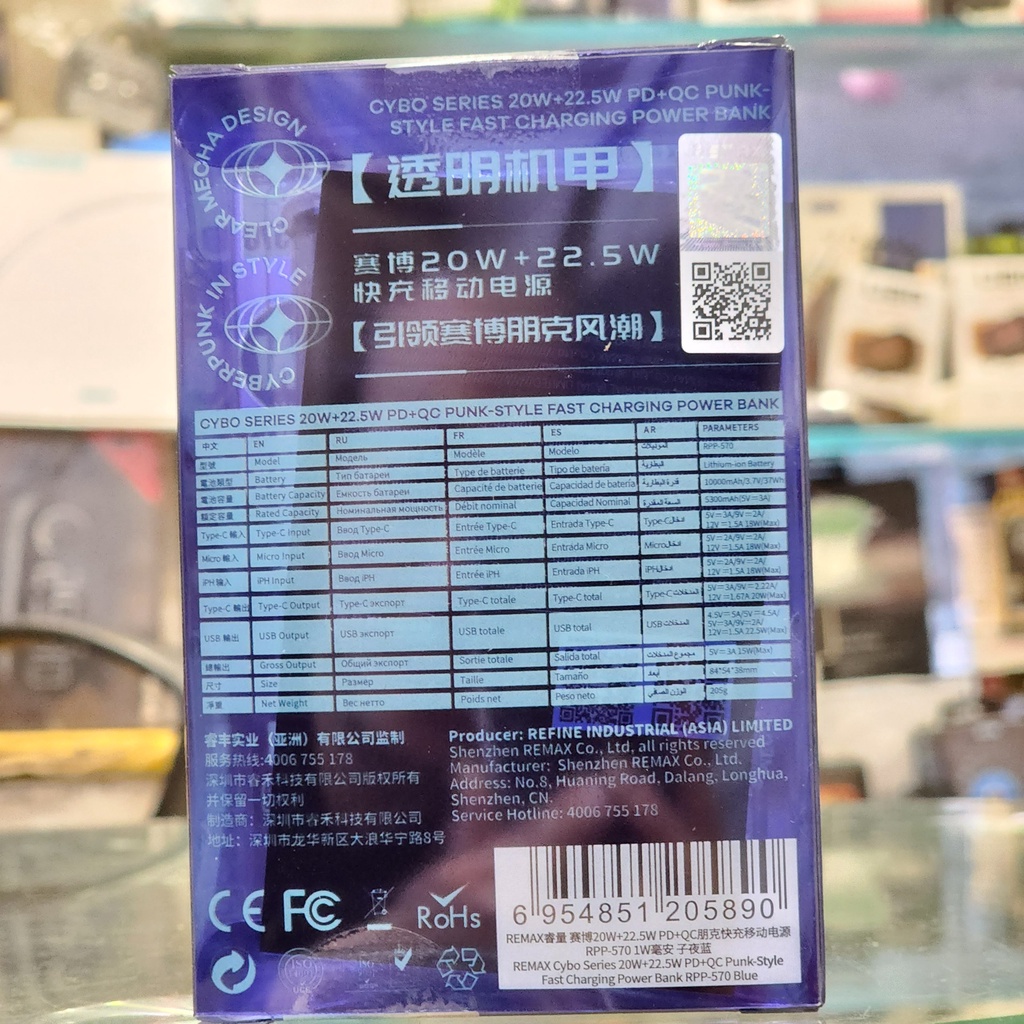 CYBO SERIES 20W+22.5W PD+QC PUNK-
STYLE FAST CHARGING POWER BANK
CLEAR MECHA DESIGN
【透明机甲】
赛博20W+22.5W
快充移动电源
CYBERPUNK IN STYLE
【引领赛博朋克风潮】
CYBO SERIES 20W+22.5W PD+QC PUNK-STYLE FAST CHARGING POWER BANK
中文 EN RU FR ES AR PARAMETERS
型號 Model Модель Modèle Modelo الموديلات RPP-570
電池類型 Battery Тип батареи Type de batterie Tipo de batería Lithium-ion Battery
電池容量 Battery Capacity Емкость батареи Capacité de batterie Capacidad de batería قدرة البطارية 10000mAh/3.7V/37Wh
額定容量 Rated Capacity Номинальная мощность Débit nominal Capacidad Nominal السعة المقدرة 5300mAh(5V=3A)
Type-C 輸入 Type-C Input Ввод Type-C Entrée Type-C Entrada Type-C Type-C ادخال 5V=3A/9V=2A/
12V=1.5A 18W(Max)
Micro 輸入 Micro Input Ввод Micro Entrée Micro Entrada Micro Micro ادخال 5V=2A/9V=2A/
12V=1.5A 18W(Max)
iPH 輸入 iPH Input Ввод iPH Entrée iPH Entrada iPH iPH ادخال 5V=2A/9V=2A/
12V=1.5A 18W(Max)
Type-C 輸出 Type-C Output Type-C экспорт Type-C totale Type-C total Type-C المدخلات 5V=3A/9V=2.22A/
12V=1.67A 20W(Max)
USB 輸出 USB Output USB экспорт USB totale USB total USB المدخلات 4.5V=5A/5V=4.5A/
5V=3A/9V=2A/
12V=1.5A 22.5W(Max)
總輸出 Gross Output Общий экспорт Sortie totale Salida total مجموع المدخلات 5V=3A 15W(Max)
尺寸 Size Размер Taille Tamaño ابعاد 84*54*38mm
淨重 Net Weight Вес нетто Poids net Peso neto الوزن الصافي 205g
睿丰实业（亚洲）有限公司监制
服务热线:4006 755 178
深圳市睿禾科技有限公司版权所有
并保留一切权利
制造商：深圳市睿禾科技有限公司
地址：深圳市龙华新区大浪华宁路8号
Producer: REFINE INDUSTRIAL (ASIA) LIMITED
Shenzhen REMAX Co., Ltd, all rights reserved
Manufacturer: Shenzhen REMAX Co., Ltd.
Address: No.8, Huaning Road, Dalang, Longhua,
Shenzhen, CN.
Service Hotline: 4006 755 178
CE FC RoHs
6 954851 205890
REMAX睿量 赛博20W+22.5W PD+QC朋克快充移动电源
RPP-570 1W毫安 子夜蓝
REMAX Cybo Series 20W+22.5W PD+QC Punk-Style
Fast Charging Power Bank RPP-570 Blue